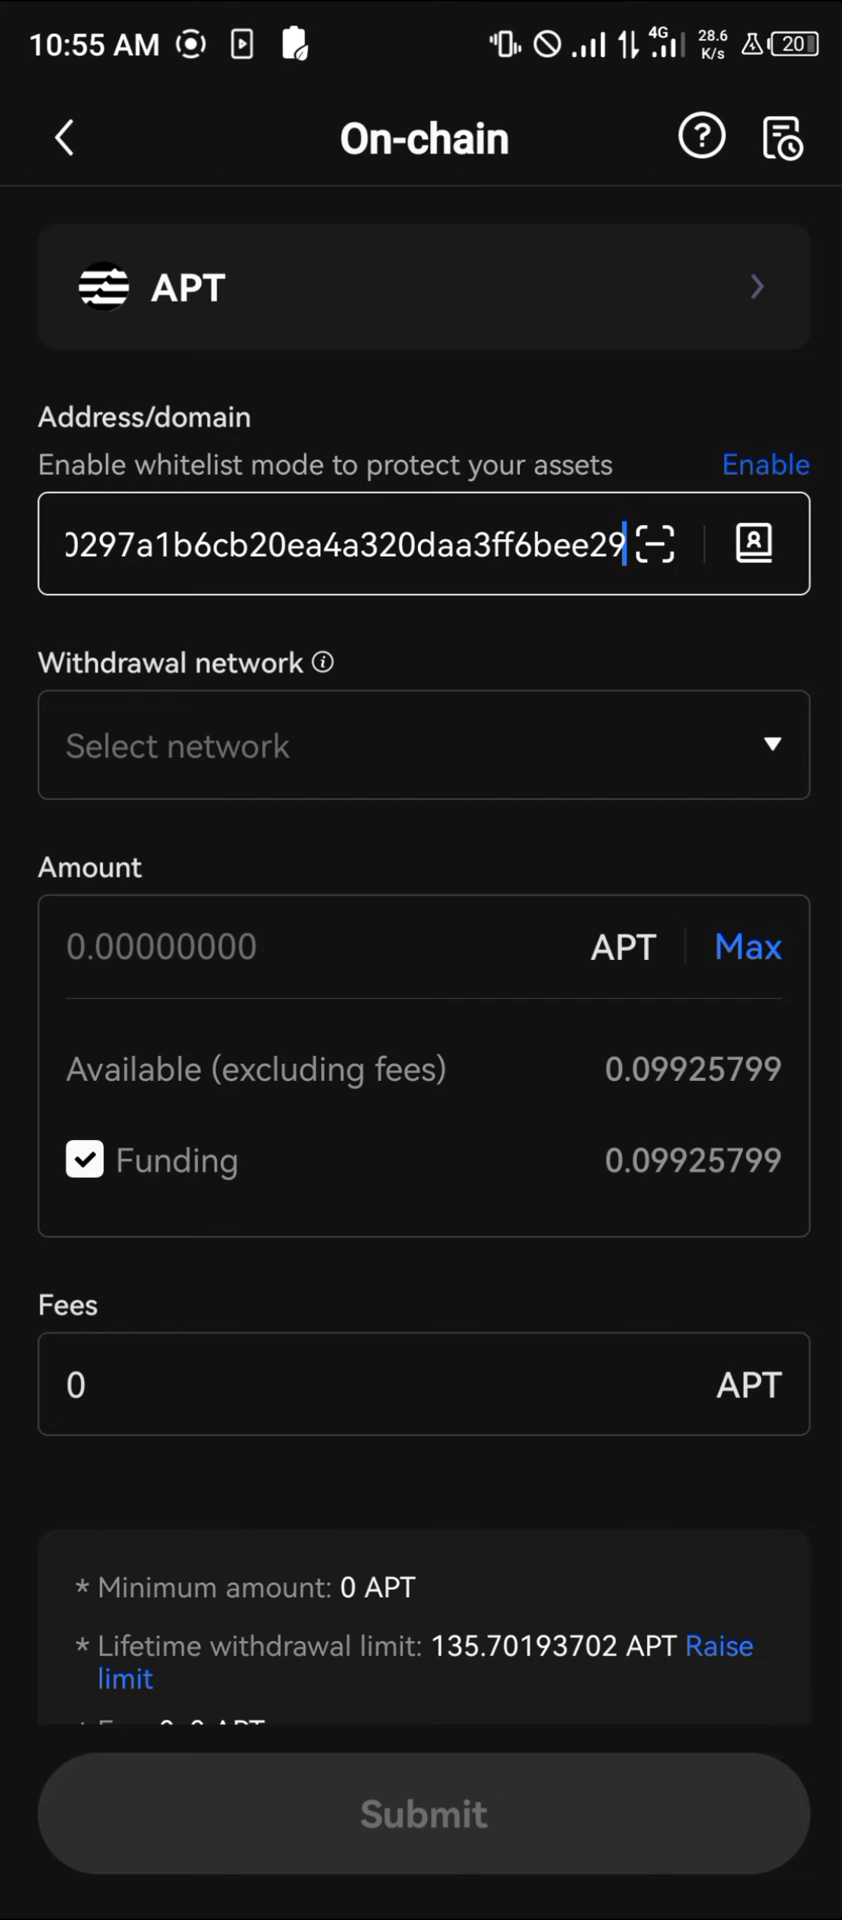 10:55 AM 4G 28.6 K/s 20
On-chain
APT
Address/domain
Enable whitelist mode to protect your assets Enable
0297a1b6cb20ea4a320daa3ff6bee29
Withdrawal network
Select network
Amount
0.00000000 APT Max
Available (excluding fees) 0.09925799
Funding 0.09925799
Fees
0 APT
* Minimum amount: 0 APT
* Lifetime withdrawal limit: 135.70193702 APT Raise
limit
Submit